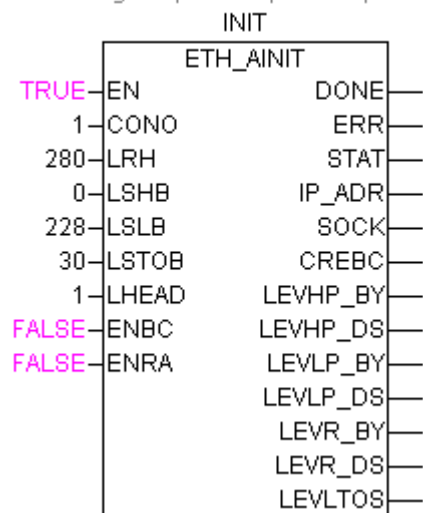 INIT
ETH_AINIT
TRUE EN DONE
1 CONO ERR
280 LRH STAT
0 LSHB IP_ADR
228 LSLB SOCK
30 LSTOB CREBC
1 LHEAD LEVHP_BY
FALSE ENBC LEVHP_DS
FALSE ENRA LEVLP_BY
LEVLP_DS
LEVR_BY
LEVR_DS
LEVLTOS